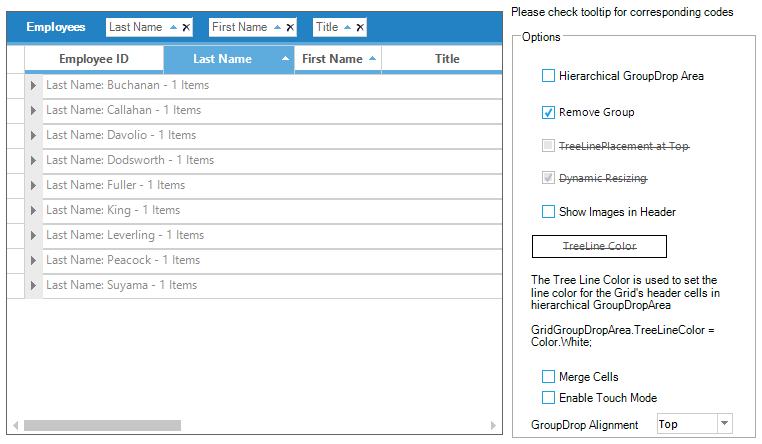 Employees
Last Name
First Name
Title
Employee ID
Last Name
First Name
Title
Last Name: Buchanan - 1 Items
Last Name: Callahan - 1 Items
Last Name: Davolio - 1 Items
Last Name: Dodsworth - 1 Items
Last Name: Fuller - 1 Items
Last Name: King - 1 Items
Last Name: Leverling - 1 Items
Last Name: Peacock - 1 Items
Last Name: Suyama - 1 Items
Please check tooltip for corresponding codes
Options
Hierarchical GroupDrop Area
Remove Group
TreeLinePlacement at Top
Dynamic Resizing
Show Images in Header
TreeLine Color
The Tree Line Color is used to set the
line color for the Grid's header cells in
hierarchical GroupDropArea
GridGroupDropArea.TreeLineColor =
Color.White;
Merge Cells
Enable Touch Mode
GroupDrop Alignment
Top